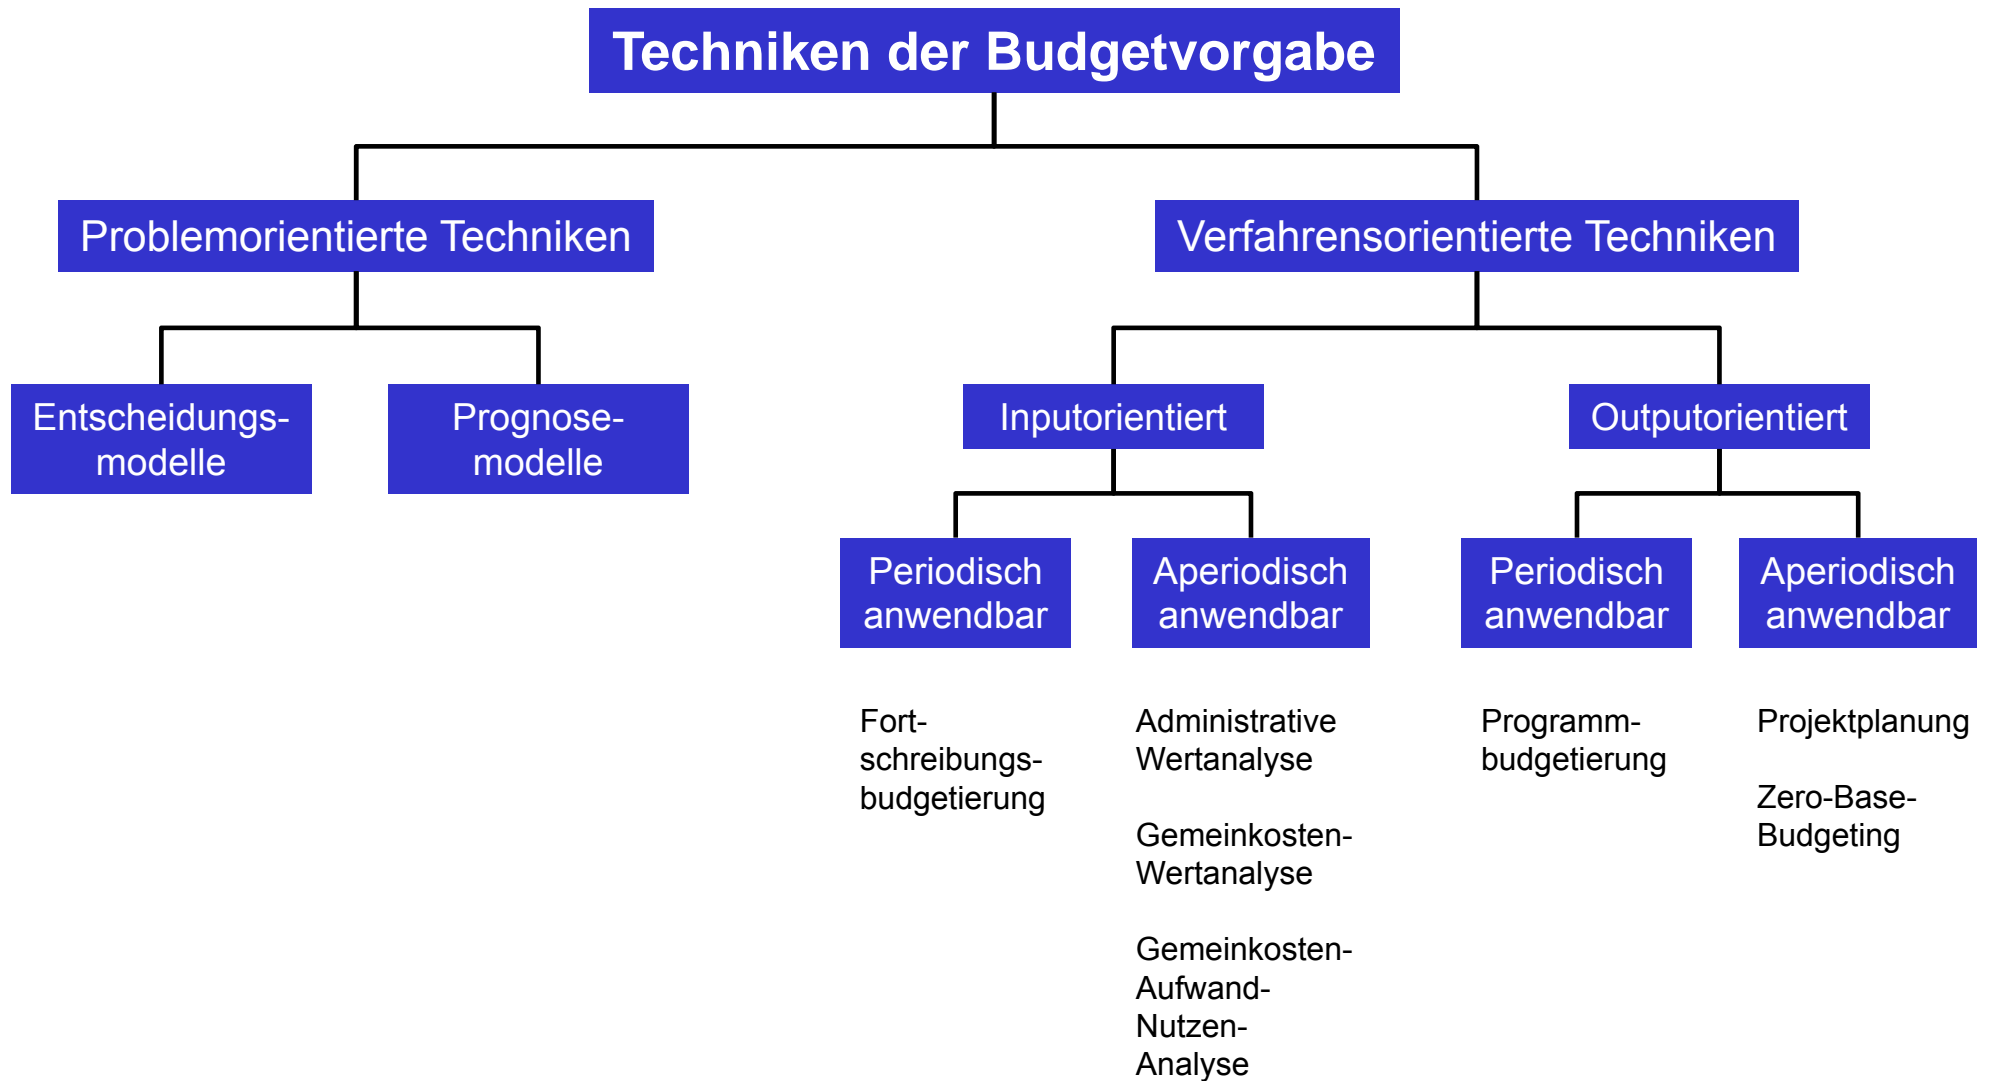 Techniken der Budgetvorgabe
Problemorientierte Techniken
Verfahrensorientierte Techniken
Entscheidungs-
modelle
Prognose-
modelle
Inputorientiert
Outputorientiert
Periodisch
anwendbar
Aperiodisch
anwendbar
Periodisch
anwendbar
Aperiodisch
anwendbar
Fort-
schreibungs-
budgetierung
Administrative
Wertanalyse
Gemeinkosten-
Wertanalyse
Gemeinkosten-
Aufwand-
Nutzen-
Analyse
Programm-
budgetierung
Projektplanung
Zero-Base-
Budgeting